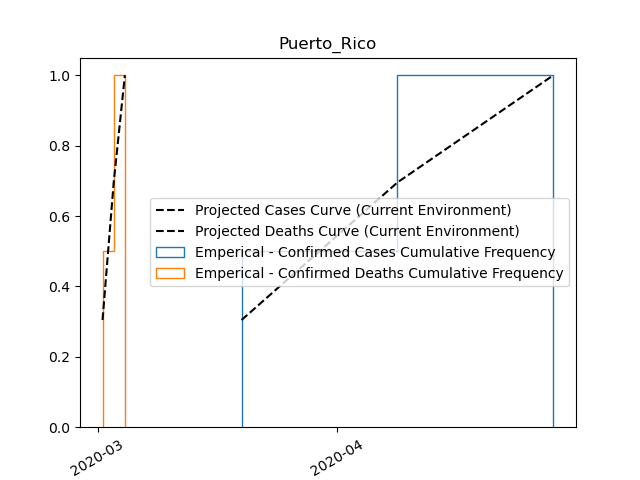 Puerto_Rico
1.0
0.8
0.6
0.4
0.2
0.0
Projected Cases Curve (Current Environment)
Projected Deaths Curve (Current Environment)
Emperical - Confirmed Cases Cumulative Frequency
Emperical - Confirmed Deaths Cumulative Frequency
2020-03
2020-04